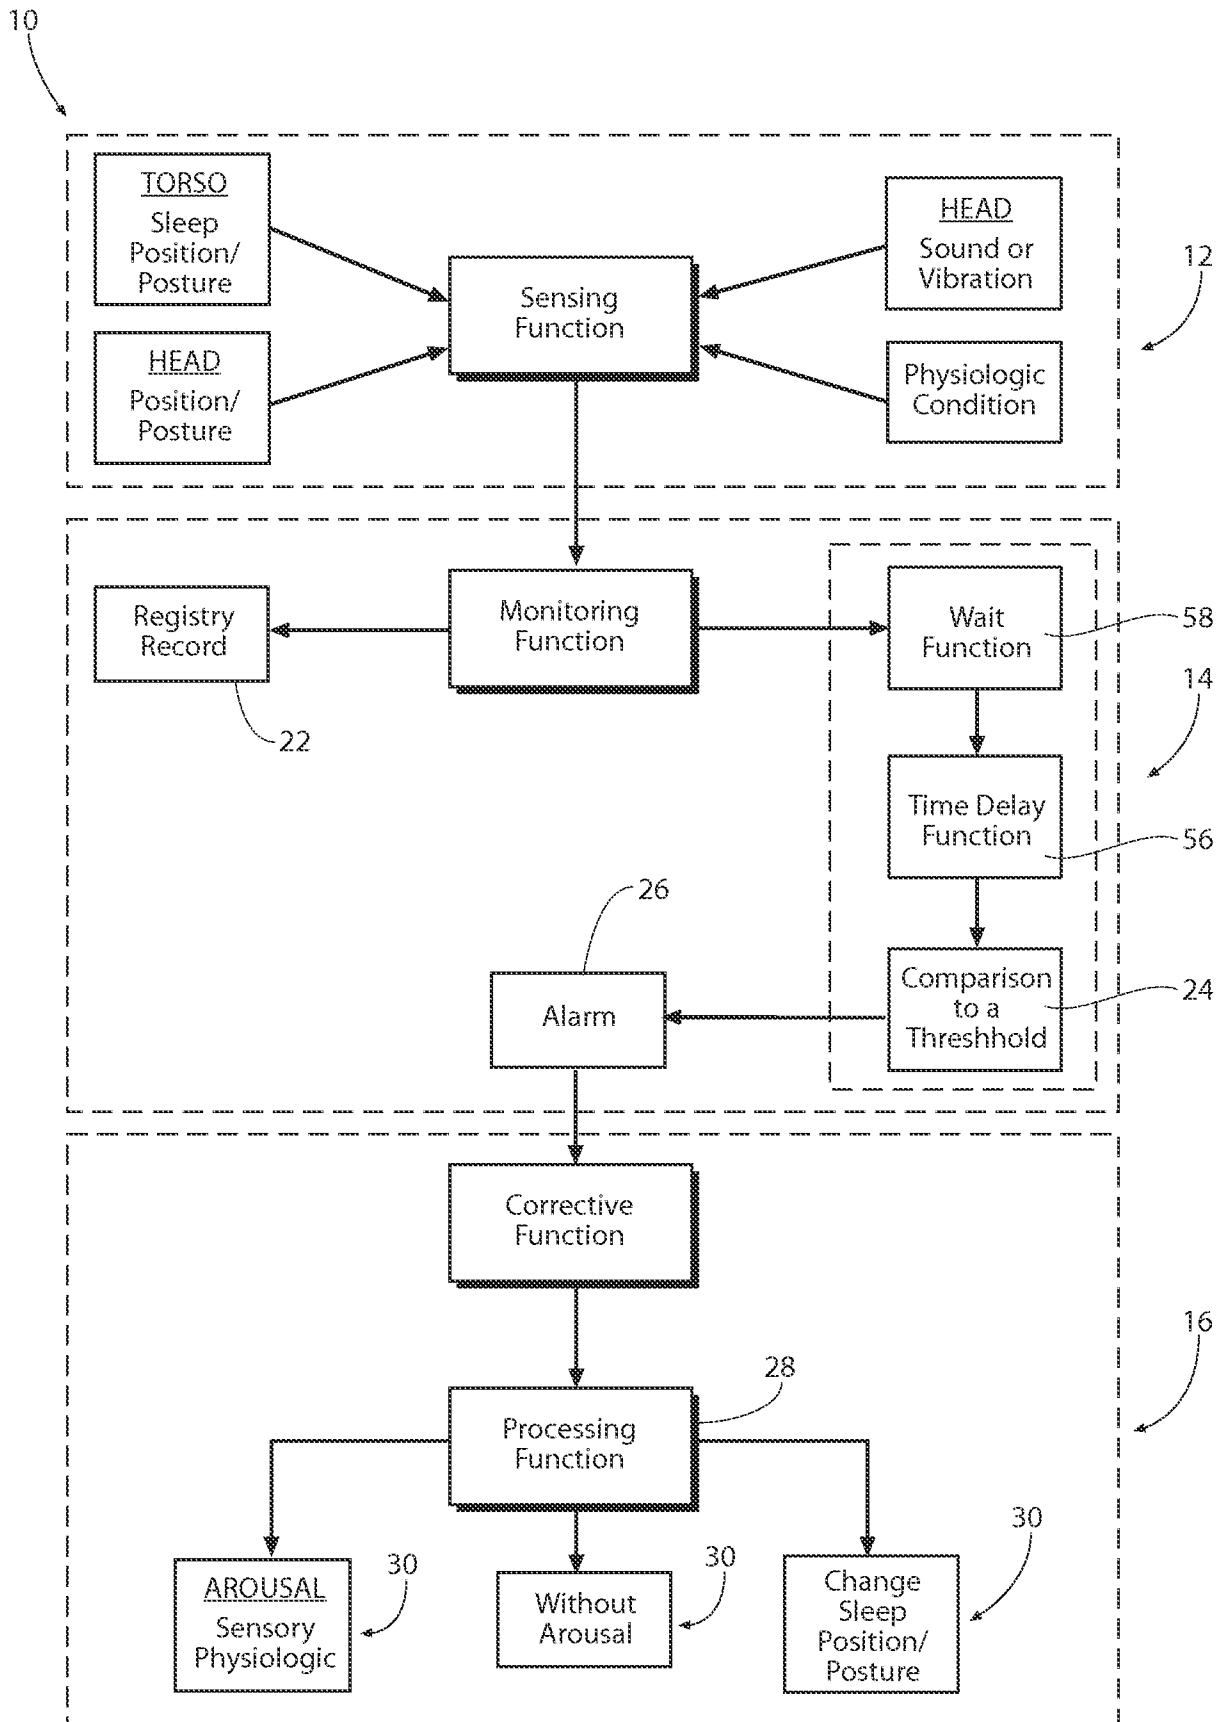 10
TORSO
Sleep
Position/
Posture
HEAD
Sound or
Vibration
Sensing
Function
12
HEAD
Position/
Posture
Physiologic
Condition
Registry
Record
22
Monitoring
Function
Wait
Function
58
14
Time Delay
Function
56
26
Alarm
Comparison
to a
Threshhold
24
Corrective
Function
16
28
Processing
Function
AROUSAL
Sensory
Physiologic
30
Without
Arousal
30
Change
Sleep
Position/
Posture
30